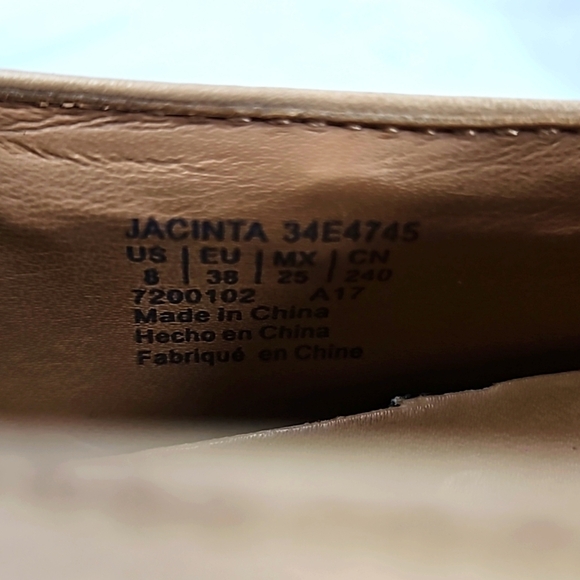 JACINTA 34E4745
US | EU | MX | CN
8 | 38 | 25 | 240
7200102 A17
Made in China
Hecho en China
Fabriqué en Chine